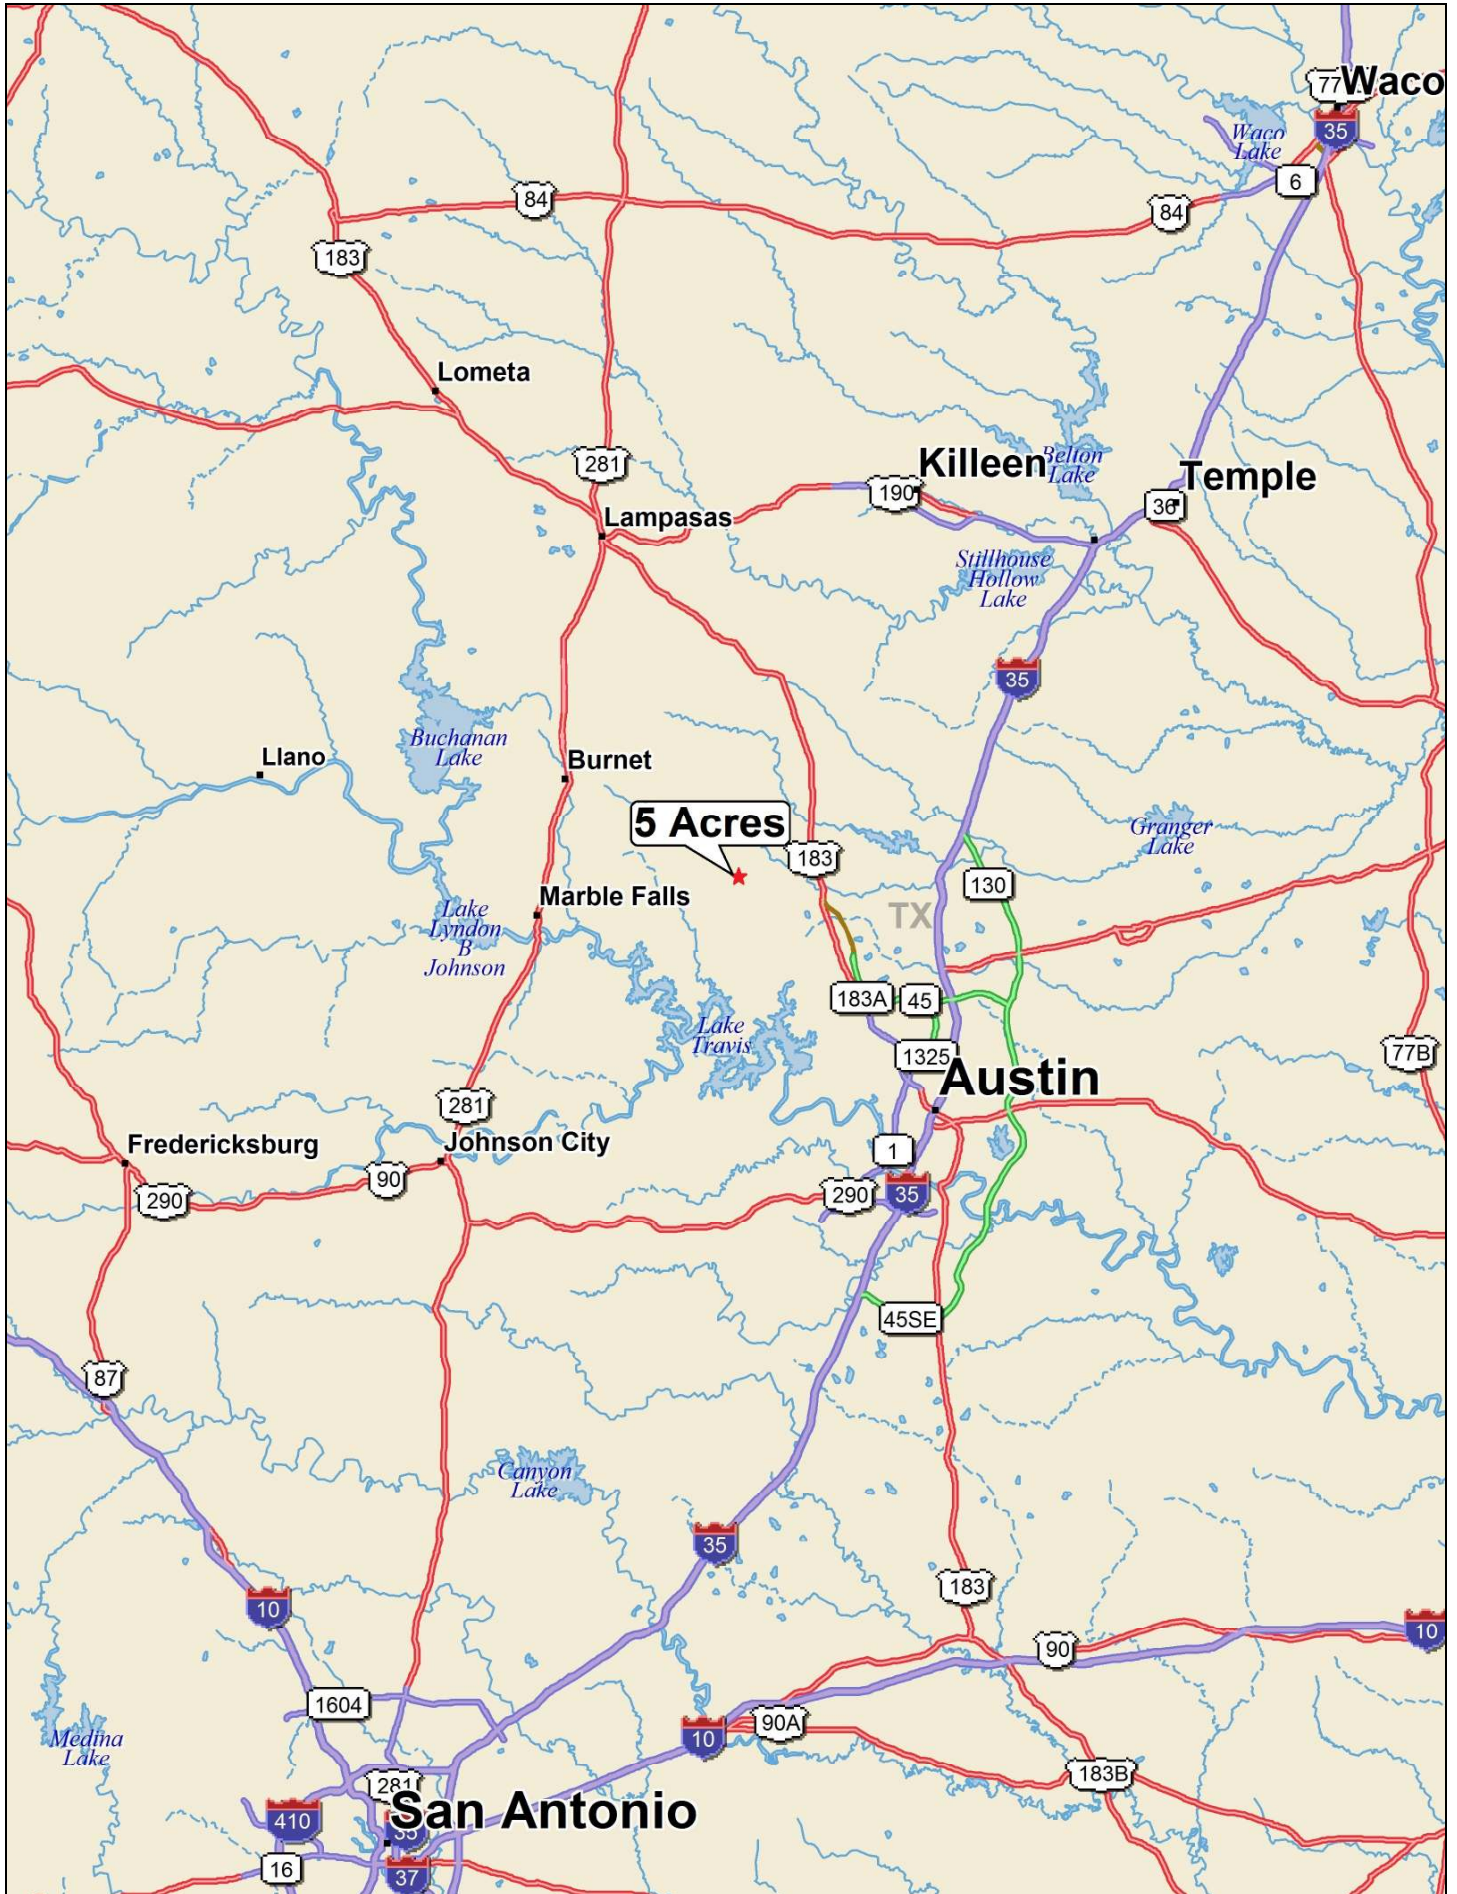 77
Waco
Waco
Lake
35
6
84
84
183
Lometa
281
Killeen
Belton
Lake
190
Temple
36
Lampasas
Stillhouse
Hollow
Lake
35
Buchanan
Lake
Llano
Burnet
5 Acres
Granger
Lake
183
130
Marble Falls
TX
Lake
Lyndon
B
Johnson
183A
45
Lake
Travis
1325
77B
Austin
281
Johnson City
Fredericksburg
1
90
290
290
35
45SE
87
Canyon
Lake
35
183
10
90
10
1604
90A
10
Medina
Lake
183B
281
San Antonio
410
35
16
37